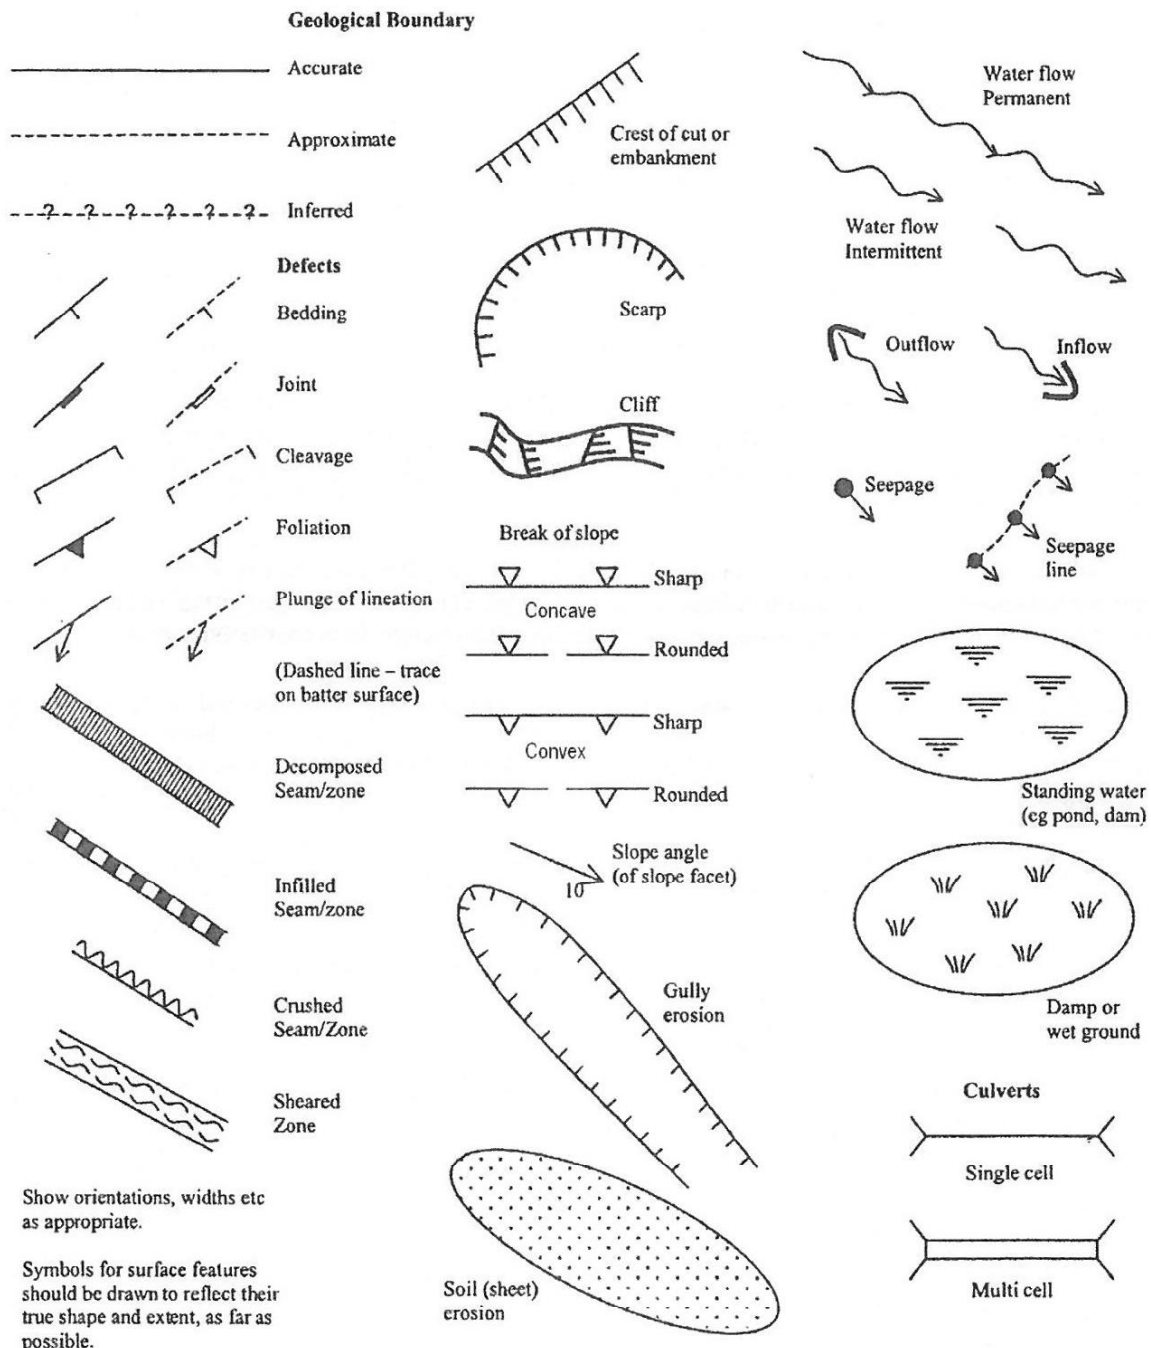 Geological Boundary
Accurate
Approximate
? ? ? ? ? ?
Inferred
Defects
Bedding
Joint
Cleavage
Foliation
Plunge of lineation
(Dashed line – trace
on batter surface)
Decomposed
Seam/zone
Infilled
Seam/zone
Crushed
Seam/Zone
Sheared
Zone
Show orientations, widths etc
as appropriate.
Symbols for surface features
should be drawn to reflect their
true shape and extent, as far as
possible.
Crest of cut or
embankment
Scarp
Cliff
Break of slope
Sharp
Concave
Rounded
Sharp
Convex
Rounded
Slope angle
(of slope facet)
10
Gully
erosion
Soil (sheet)
erosion
Water flow
Permanent
Water flow
Intermittent
Outflow
Inflow
Seepage
Seepage
line
Standing water
(eg pond, dam)
Damp or
wet ground
Culverts
Single cell
Multi cell